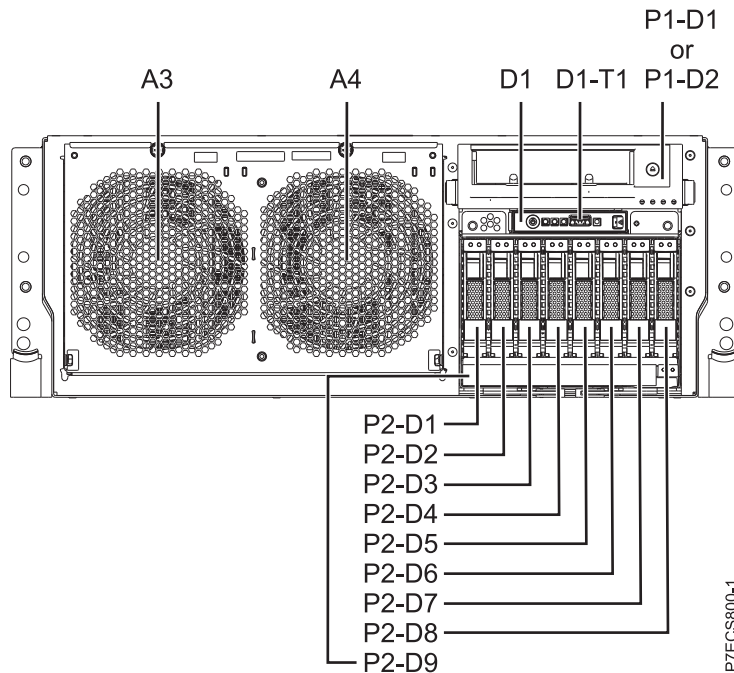 P1-D1
or
A3 A4 D1 D1-T1 P1-D2
P2-D1
P2-D2
P2-D3
P2-D4
P2-D5
P2-D6
P2-D7
P2-D8
P2-D9
P7ECS800-1